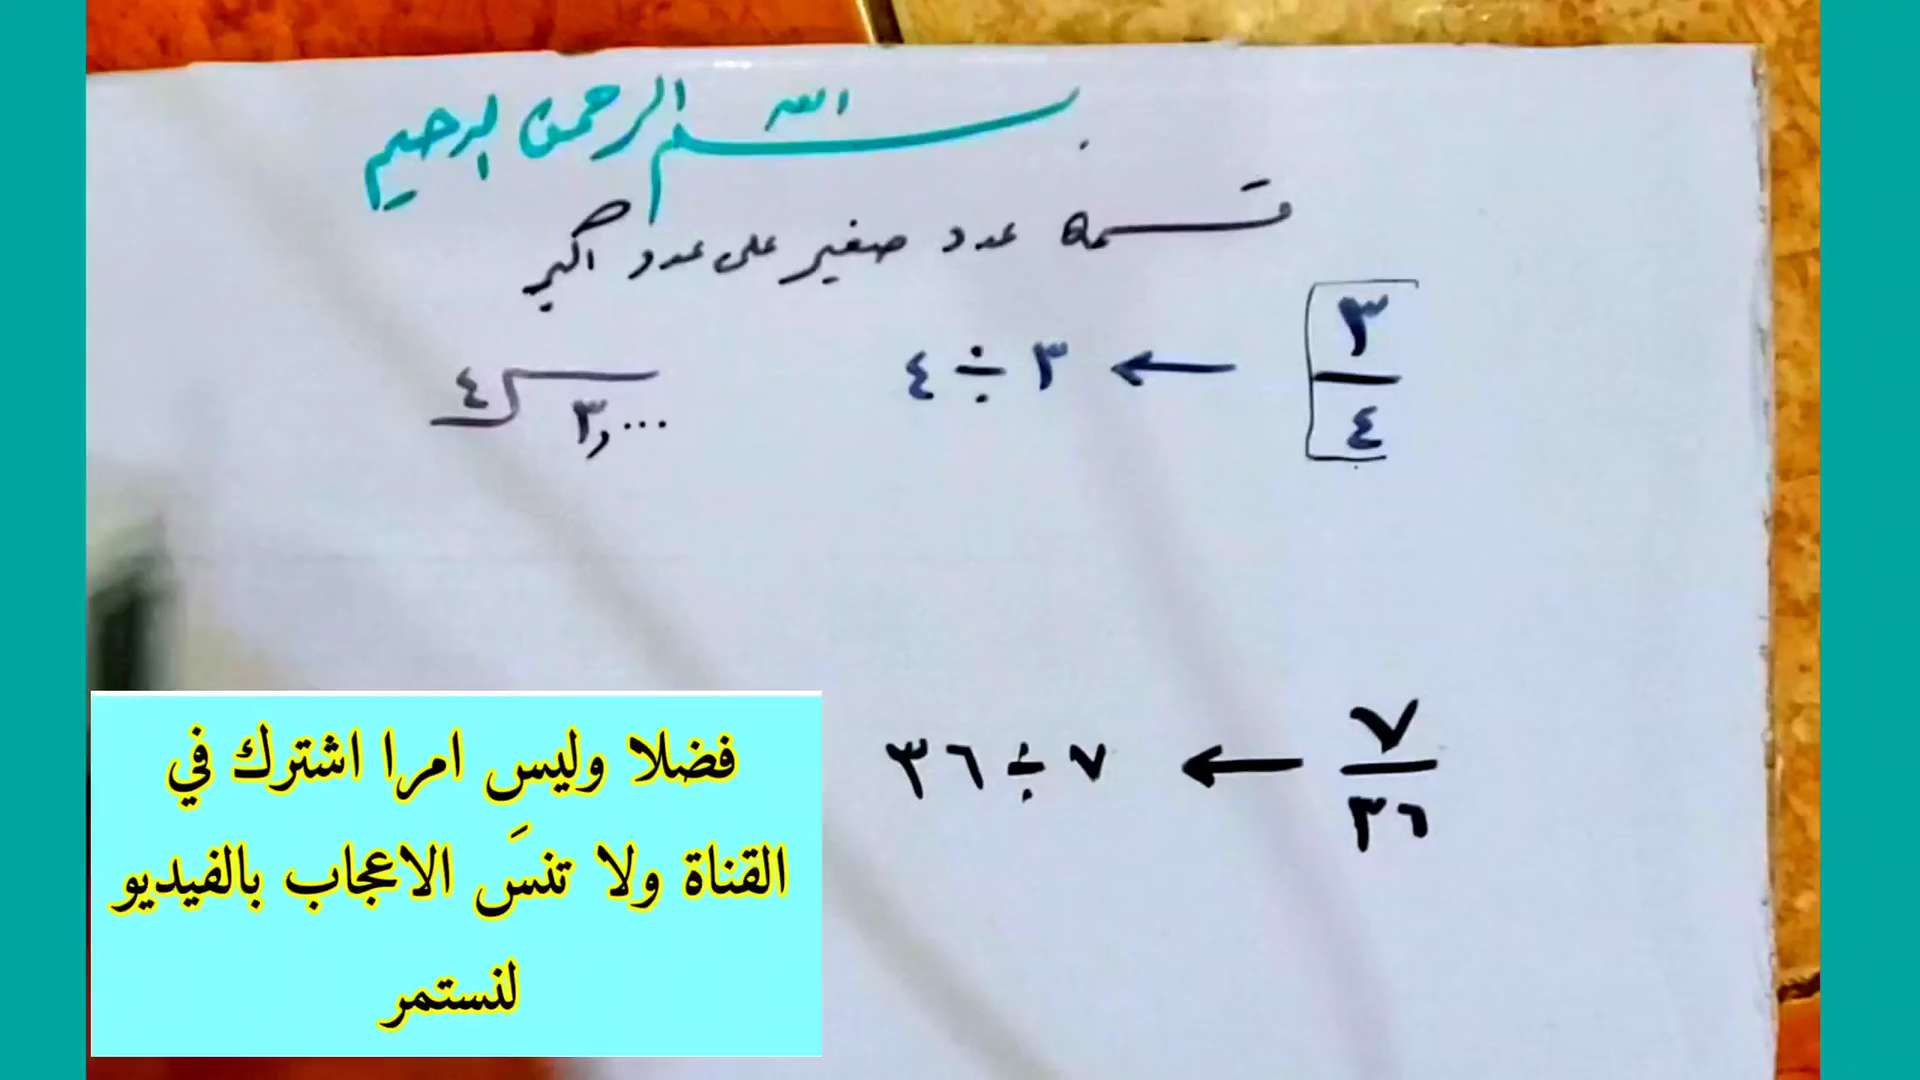 بسم الله الرحمن الرحيم
قسمة عدد صغير على عدد اكبر
٣
٤
← ٣ ÷ ٤
٤ ٣,٠٠٠
٧
٣٦
← ٧ ÷ ٣٦
فضلا وليس امرا اشترك في
القناة ولا تنسَ الاعجاب بالفيديو
لنستمر